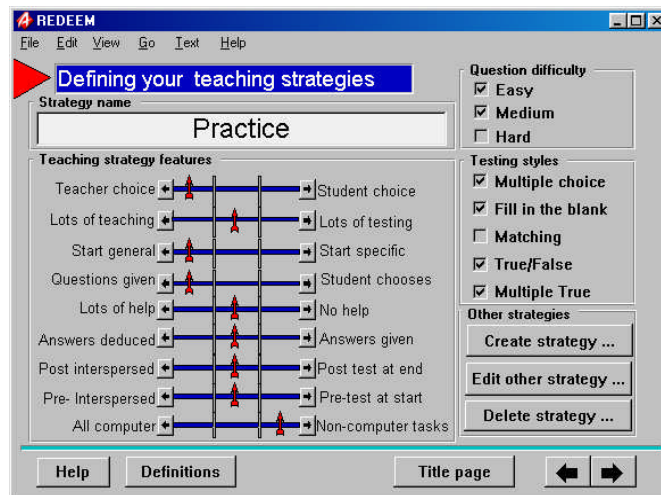 REDEEM
File Edit View Go Text Help
Defining your teaching strategies
Strategy name
Practice
Teaching strategy features
Teacher choice Student choice
Lots of teaching Lots of testing
Start general Start specific
Questions given Student chooses
Lots of help No help
Answers deduced Answers given
Post interspersed Post test at end
Pre- Interspersed Pre-test at start
All computer Non-computer tasks
Question difficulty
Easy
Medium
Hard
Testing styles
Multiple choice
Fill in the blank
Matching
True/False
Multiple True
Other strategies
Create strategy ...
Edit other strategy ...
Delete strategy ...
Help Definitions Title page